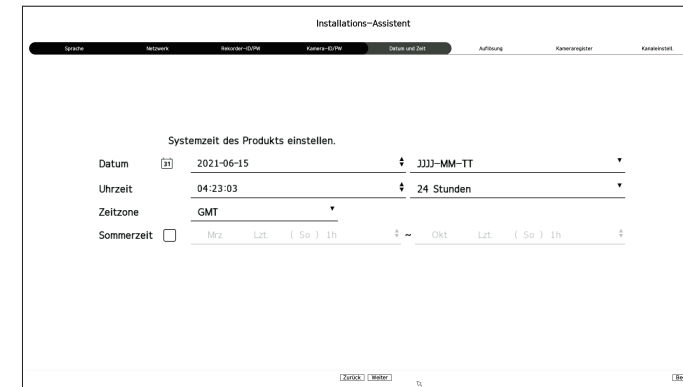 Installations-Assistent
Sprache Netzwerk Rekorder-ID/PW Kamera-ID/PW Datum und Zeit Auflösung Kameraregister Kanaleinstell.
Systemzeit des Produkts einstellen.
Datum 31 2021-06-15 JJJJ-MM-TT
Uhrzeit 04:23:03 24 Stunden
Zeitzone GMT
Sommerzeit Mrz Lzt. ( So ) 1h ~ Okt Lzt. ( So ) 1h
Zurück Weiter